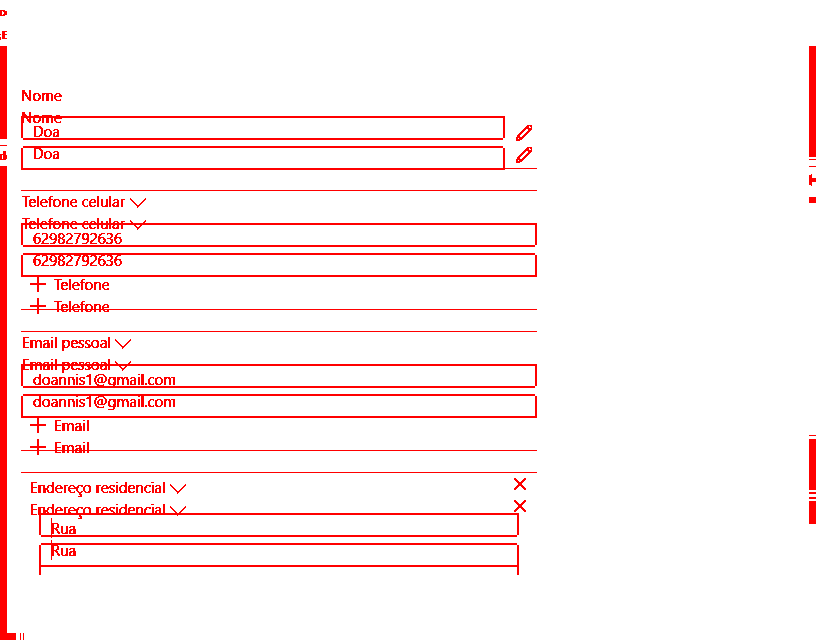 Nome
Nome
Doa
Doa
Telefone celular
Telefone celular
62982792636
62982792636
+ Telefone
+ Telefone
Email pessoal
Email pessoal
doannis1@gmail.com
doannis1@gmail.com
+ Email
+ Email
Endereço residencial
Endereço residencial
Rua
Rua